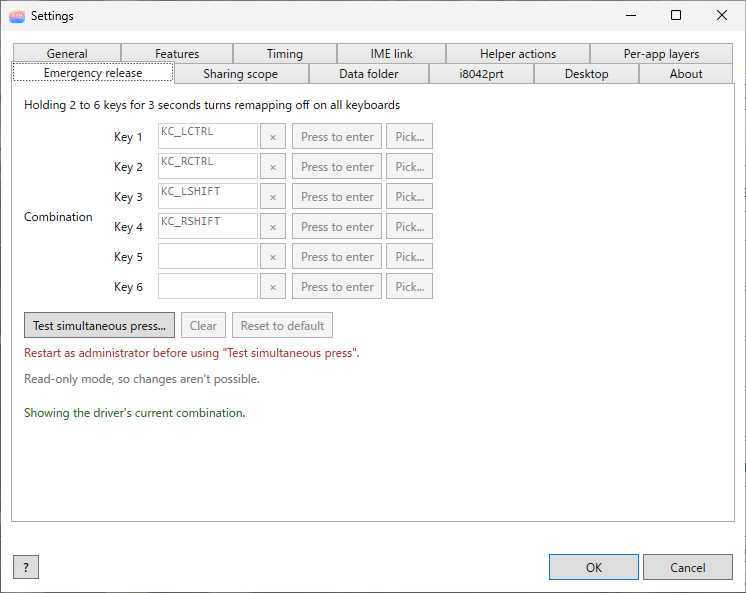 Settings
General Features Timing IME link Helper actions Per-app layers
Emergency release Sharing scope Data folder i8042prt Desktop About
Holding 2 to 6 keys for 3 seconds turns remapping off on all keyboards
Combination
Key 1 KC_LCTRL × Press to enter Pick...
Key 2 KC_RCTRL × Press to enter Pick...
Key 3 KC_LSHIFT × Press to enter Pick...
Key 4 KC_RSHIFT × Press to enter Pick...
Key 5 × Press to enter Pick...
Key 6 × Press to enter Pick...
Test simultaneous press... Clear Reset to default
Restart as administrator before using "Test simultaneous press".
Read-only mode, so changes aren't possible.
Showing the driver's current combination.
? OK Cancel